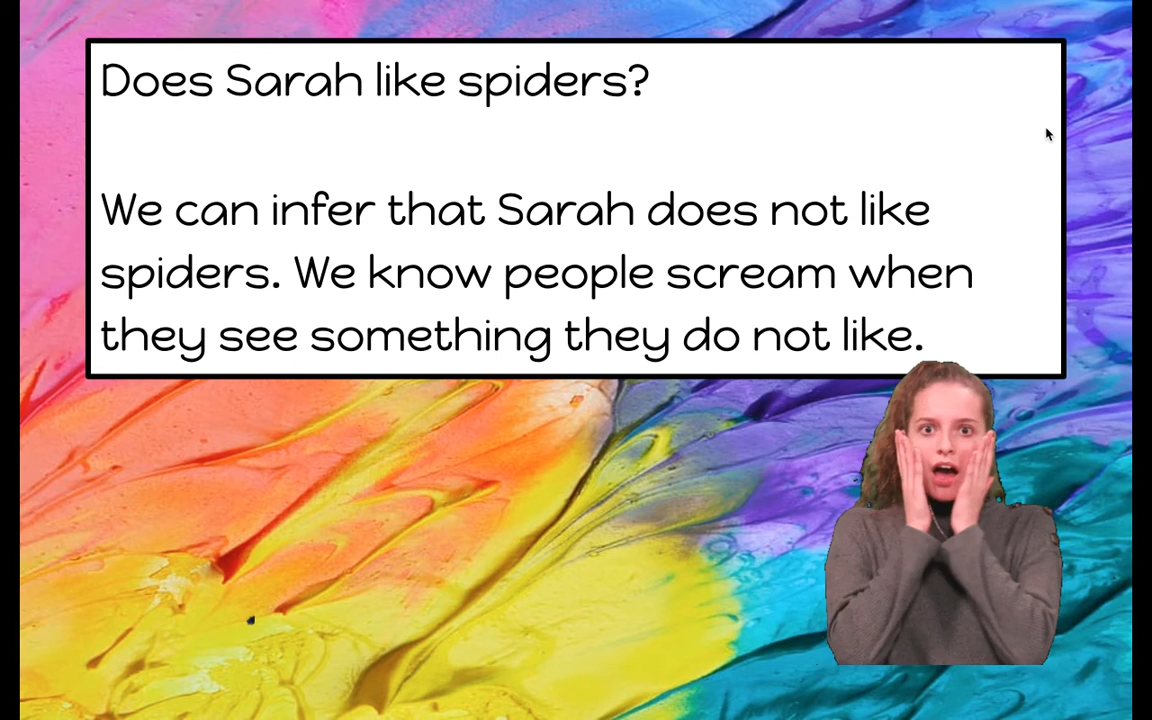 Does Sarah like spiders?
We can infer that Sarah does not like
spiders. We know people scream when
they see something they do not like.